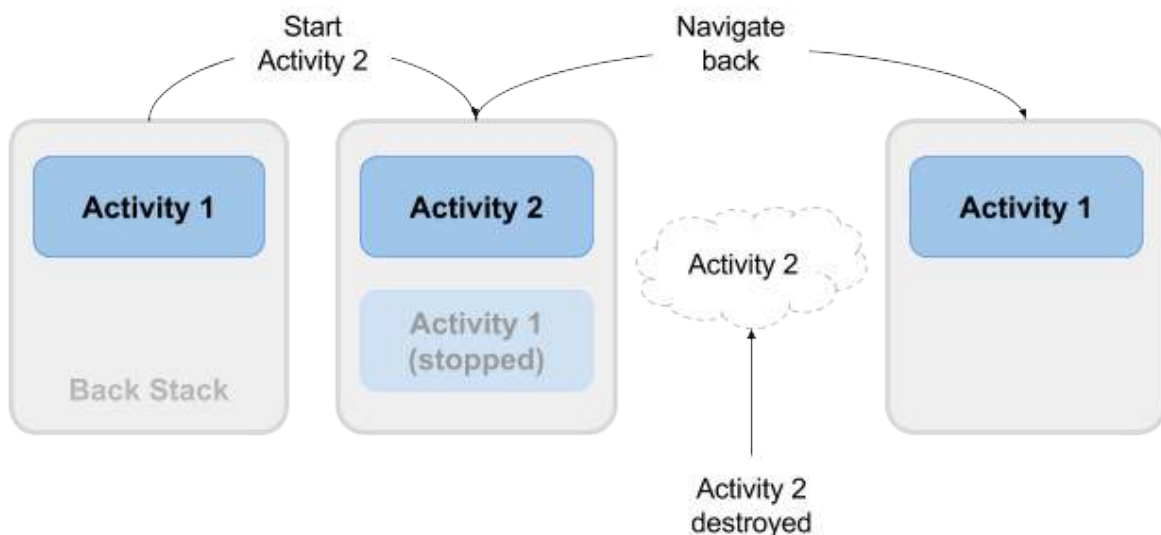 Start
Activity 2
Navigate
back
Activity 1
Back Stack
Activity 2
Activity 1
(stopped)
Activity 2
Activity 2
destroyed
Activity 1